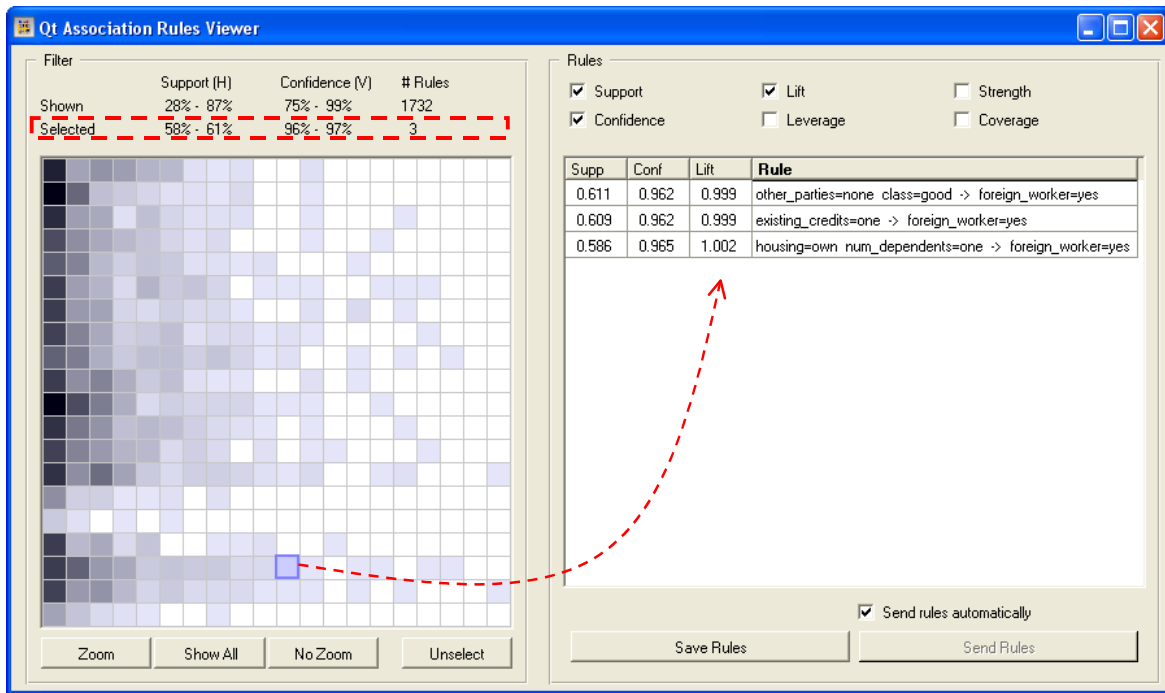 Qt Association Rules Viewer
Filter
Support (H) Confidence (V) # Rules
Shown 28% - 87% 75% - 99% 1732
Selected 58% - 61% 96% - 97% 3
Zoom Show All No Zoom Unselect
Rules
Support Lift Strength
Confidence Leverage Coverage
Supp Conf Lift Rule
0.611 0.962 0.999 other_parties=none class=good -> foreign_worker=yes
0.609 0.962 0.999 existing_credits=one -> foreign_worker=yes
0.586 0.965 1.002 housing=own num_dependents=one -> foreign_worker=yes
Send rules automatically
Save Rules Send Rules